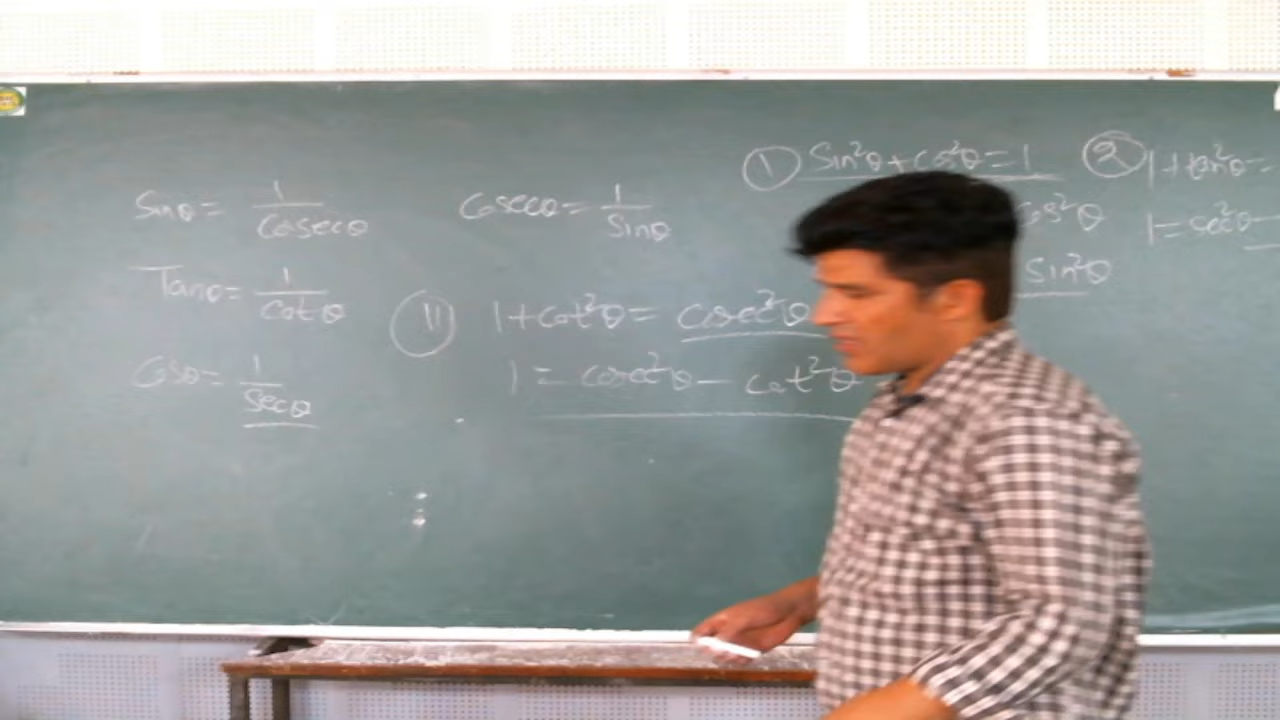 Sinθ = 1/Cosecθ
Tanθ = 1/Cotθ
Cosθ = 1/Secθ
Cosecθ = 1/Sinθ
11 1+cot²θ = cosec²θ
1 = cosec²θ − cot²θ
1 Sin²θ + cos²θ = 1
cos²θ
sin²θ
2 1+tan²θ =
1 = sec²θ −